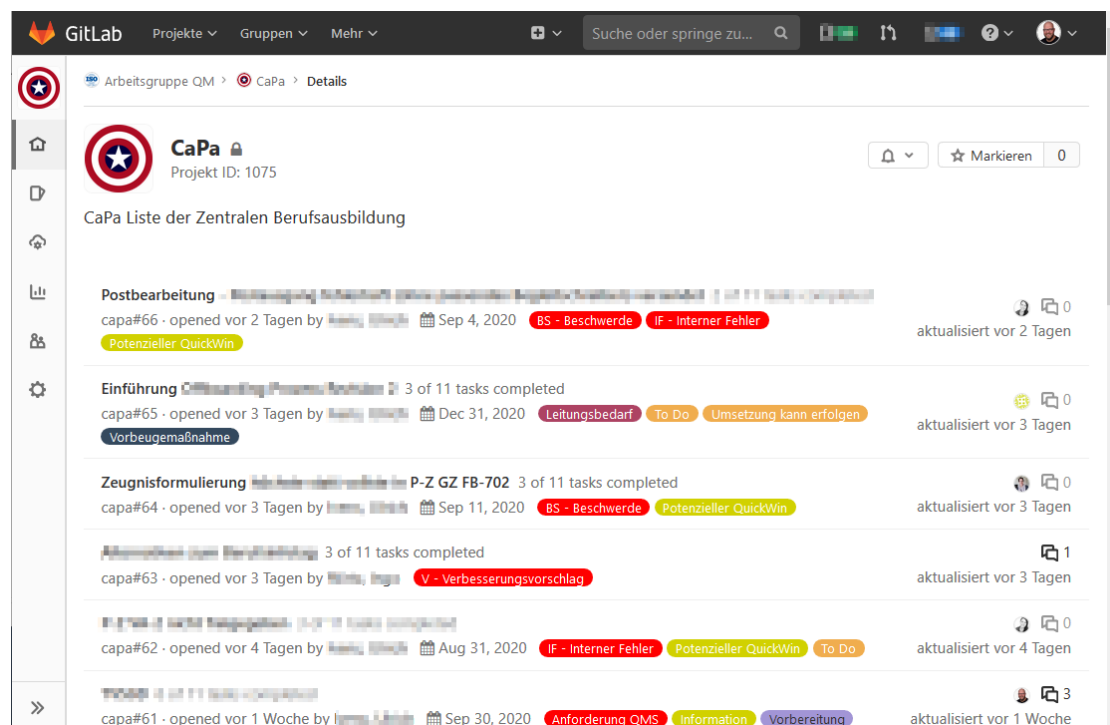 GitLab Projekte Gruppen Mehr Suche oder springe zu...
Arbeitsgruppe QM > CaPa > Details
CaPa
Projekt ID: 1075
Markieren 0
CaPa Liste der Zentralen Berufsausbildung
Postbearbeitung -
capa#66 · opened vor 2 Tagen by Sep 4, 2020 BS - Beschwerde IF - Interner Fehler
Potenzieller QuickWin
0
aktualisiert vor 2 Tagen
Einführung 3 of 11 tasks completed
capa#65 · opened vor 3 Tagen by Dec 31, 2020 Leitungsbedarf To Do Umsetzung kann erfolgen
Vorbeugemaßnahme
0
aktualisiert vor 3 Tagen
Zeugnisformulierung P-Z GZ FB-702 3 of 11 tasks completed
capa#64 · opened vor 3 Tagen by Sep 11, 2020 BS - Beschwerde Potenzieller QuickWin
0
aktualisiert vor 3 Tagen
3 of 11 tasks completed
capa#63 · opened vor 3 Tagen by V - Verbesserungsvorschlag
1
aktualisiert vor 3 Tagen
capa#62 · opened vor 4 Tagen by Aug 31, 2020 IF - Interner Fehler Potenzieller QuickWin To Do
0
aktualisiert vor 4 Tagen
capa#61 · opened vor 1 Woche by Sep 30, 2020 Anforderung QMS Information Vorbereitung
3
aktualisiert vor 1 Woche